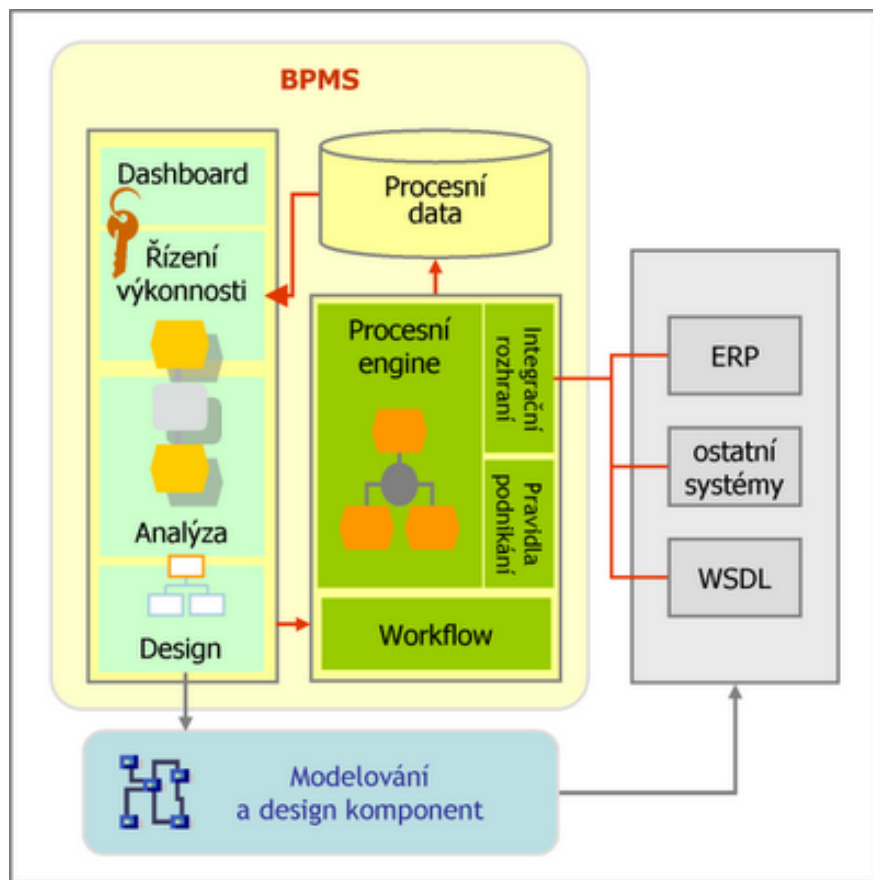 BPMS
Dashboard
Řízení
výkonnosti
Analýza
Design
Procesní
data
Procesní
engine
Integrační
rozhraní
Pravidla
podnikání
Workflow
ERP
ostatní
systémy
WSDL
Modelování
a design komponent